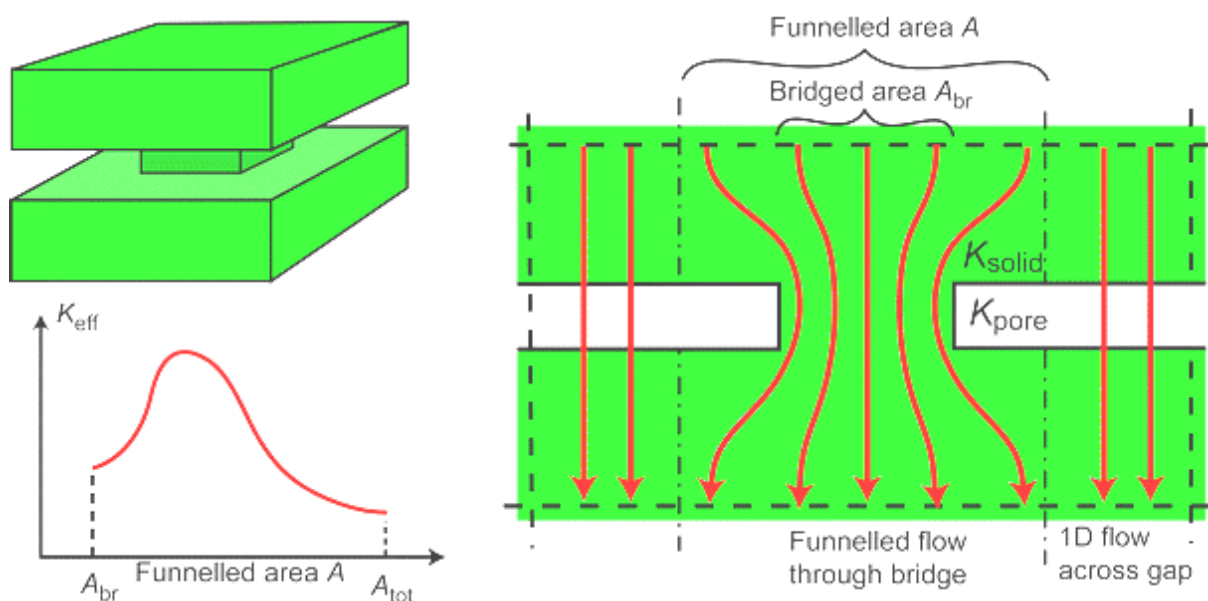 K_eff
A_br
Funnelled area A
A_tot
Funnelled area A
Bridged area A_br
K_solid
K_pore
Funnelled flow
through bridge
1D flow
across gap